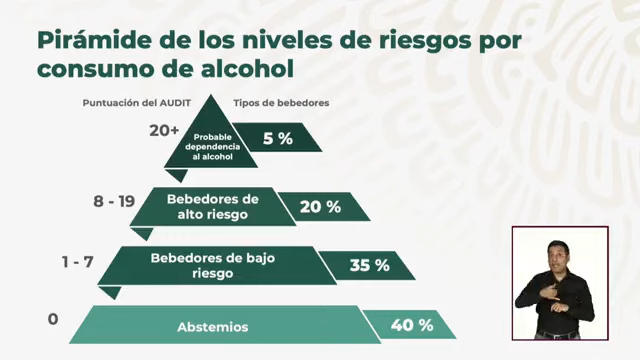 Pirámide de los niveles de riesgos por
consumo de alcohol
Puntuación del AUDIT
Tipos de bebedores
20+
Probable
dependencia
al alcohol
5 %
8 - 19
Bebedores de
alto riesgo
20 %
1 - 7
Bebedores de bajo
riesgo
35 %
0
Abstemios
40 %